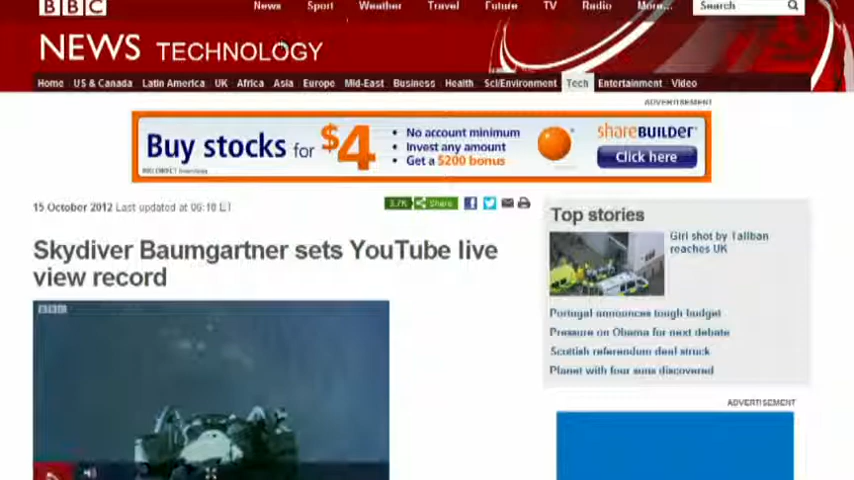 BBC
News Sport Weather Travel Future TV Radio More... Search
NEWS TECHNOLOGY
Home US & Canada Latin America UK Africa Asia Europe Mid-East Business Health Sci/Environment Tech Entertainment Video
ADVERTISEMENT
Buy stocks for $4
• No account minimum
• Invest any amount
• Get a $200 bonus
SHAREBUILDER
Click here
15 October 2012 Last updated at 06:18 ET
3.7K Share
Skydiver Baumgartner sets YouTube live
view record
BBC
Top stories
Girl shot by Taliban
reaches UK
Portugal announces tough budget
Pressure on Obama for next debate
Scottish referendum deal struck
Planet with four suns discovered
ADVERTISEMENT